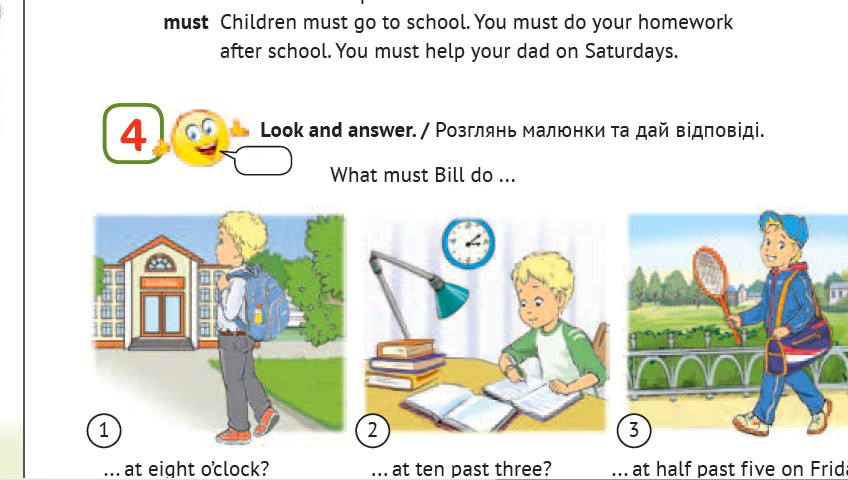 must Children must go to school. You must do your homework
after school. You must help your dad on Saturdays.
4 Look and answer. / Розглянь малюнки та дай відповіді.
What must Bill do ...
1 2 3
... at eight o'clock? ... at ten past three? ... at half past five on